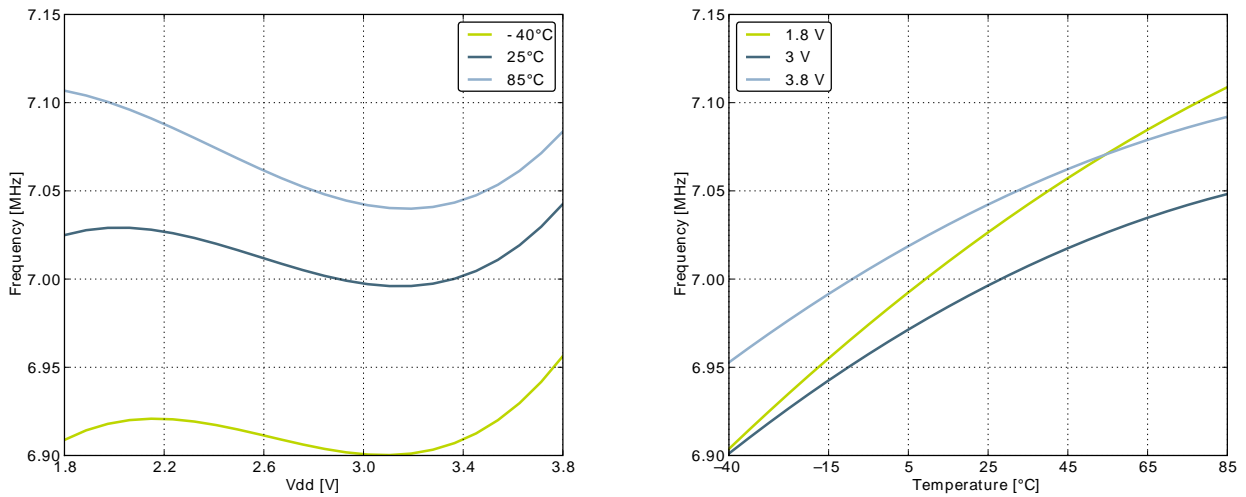 7.15
7.10
7.05
7.00
6.95
6.90
Frequency [MHz]
- 40°C
25°C
85°C
1.8
2.2
2.6
3.0
3.4
3.8
Vdd [V]
7.15
7.10
7.05
7.00
6.95
6.90
Frequency [MHz]
1.8 V
3 V
3.8 V
–40
–15
5
25
45
65
85
Temperature [°C]